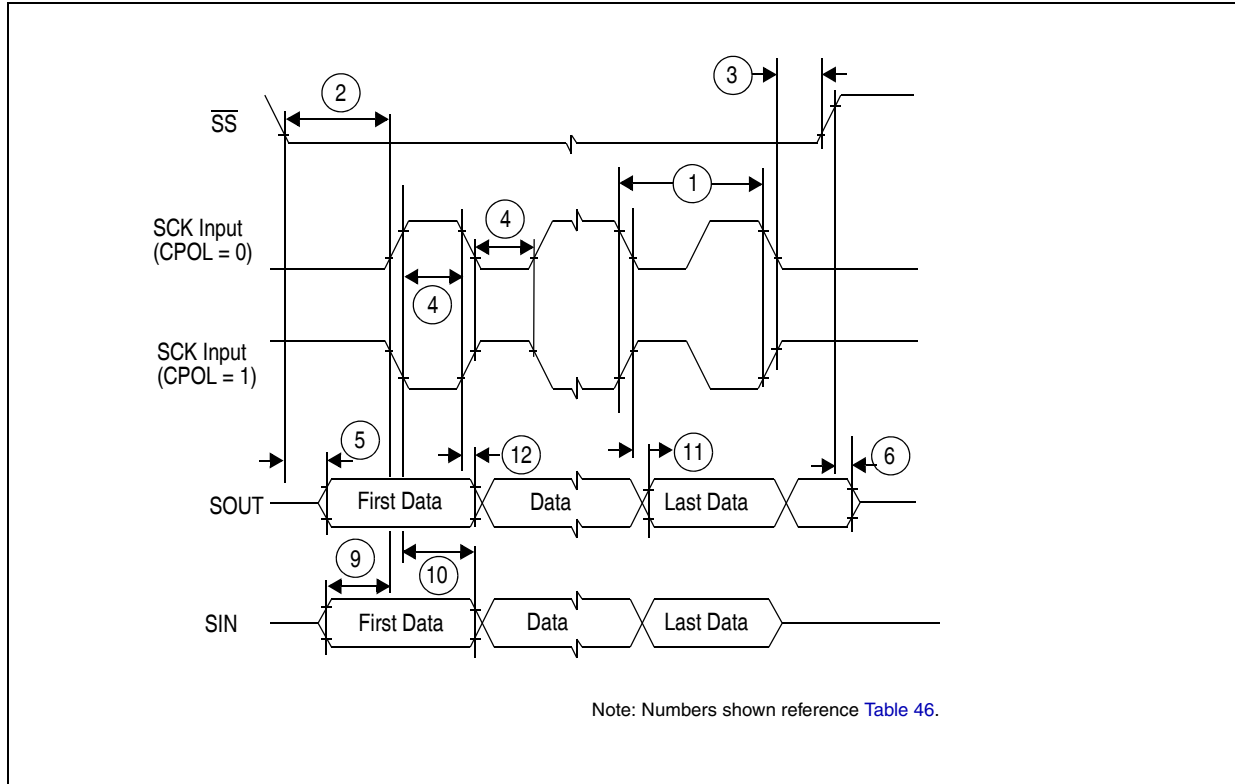 3
2
SS
1
SCK Input
(CPOL = 0)
4
4
SCK Input
(CPOL = 1)
5
12
11
6
SOUT
First Data
Data
Last Data
9
10
SIN
First Data
Data
Last Data
Note: Numbers shown reference Table 46.